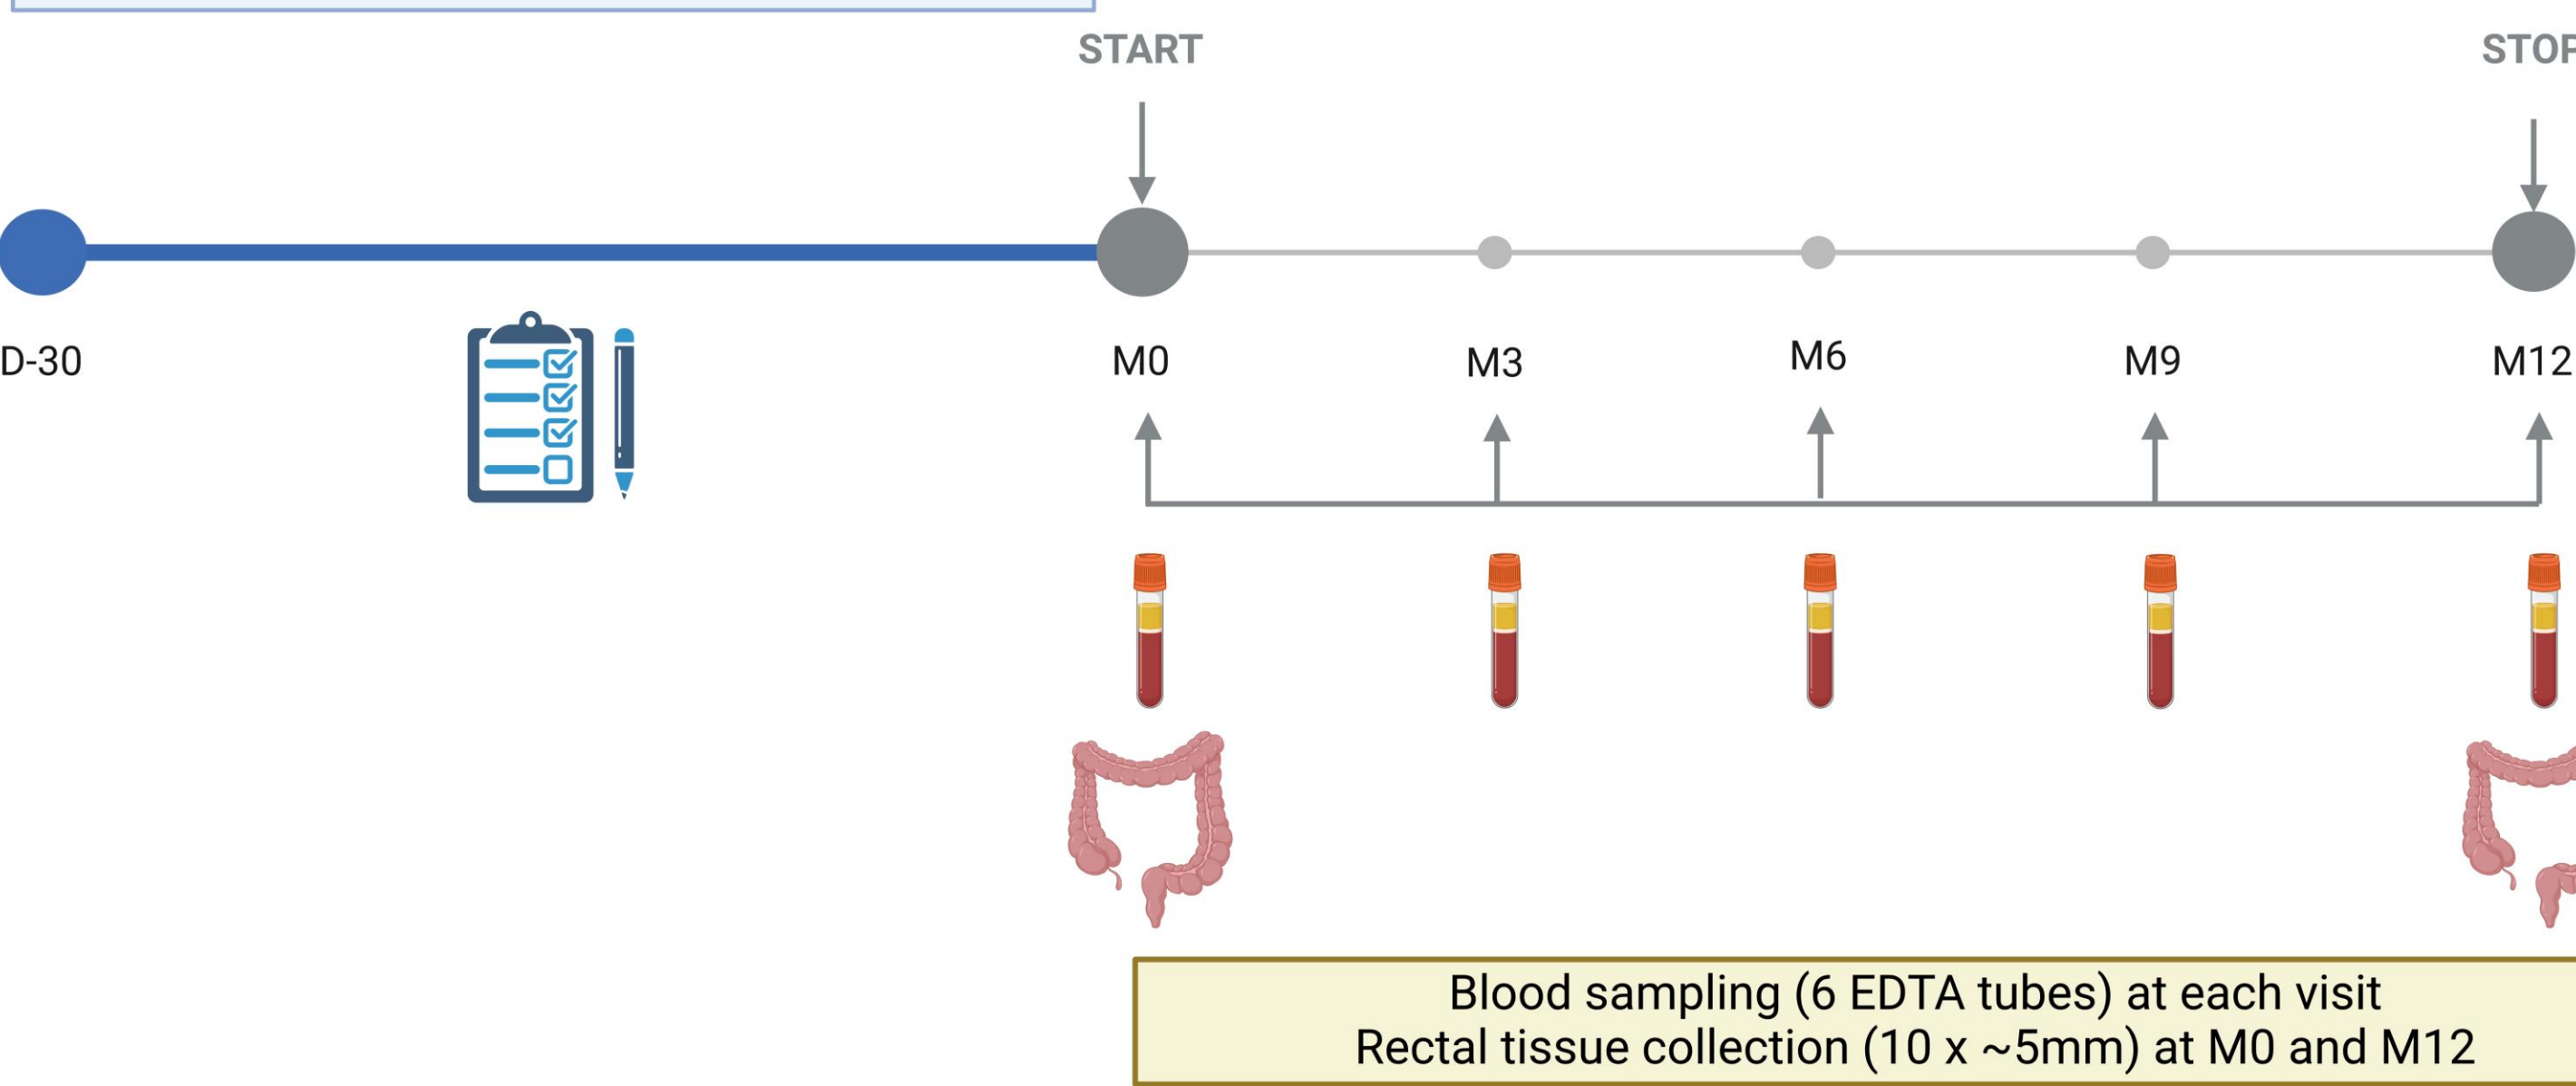 START
STOP
D-30
M0
M3
M6
M9
M12
Blood sampling (6 EDTA tubes) at each visit
Rectal tissue collection (10 x ~5mm) at M0 and M12